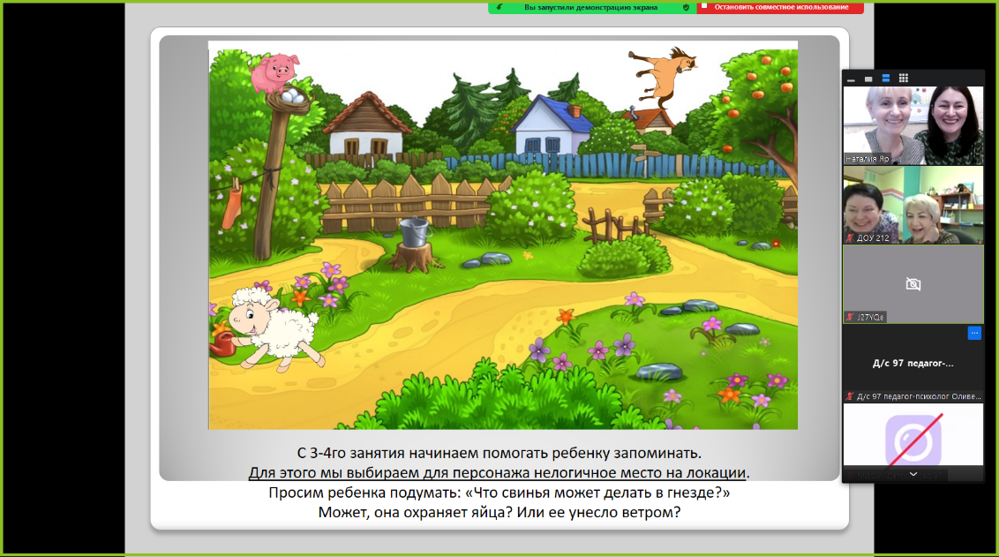 Вы запустили демонстрацию экрана
Остановить совместное использование
Наталия Яр
ДОУ 212
J27YQe
Д/с 97 педагог-...
Д/с 97 педагог-психолог Оливе...
С 3-4го занятия начинаем помогать ребенку запоминать.
Для этого мы выбираем для персонажа нелогичное место на локации.
Просим ребенка подумать: «Что свинья может делать в гнезде?»
Может, она охраняет яйца? Или ее унесло ветром?